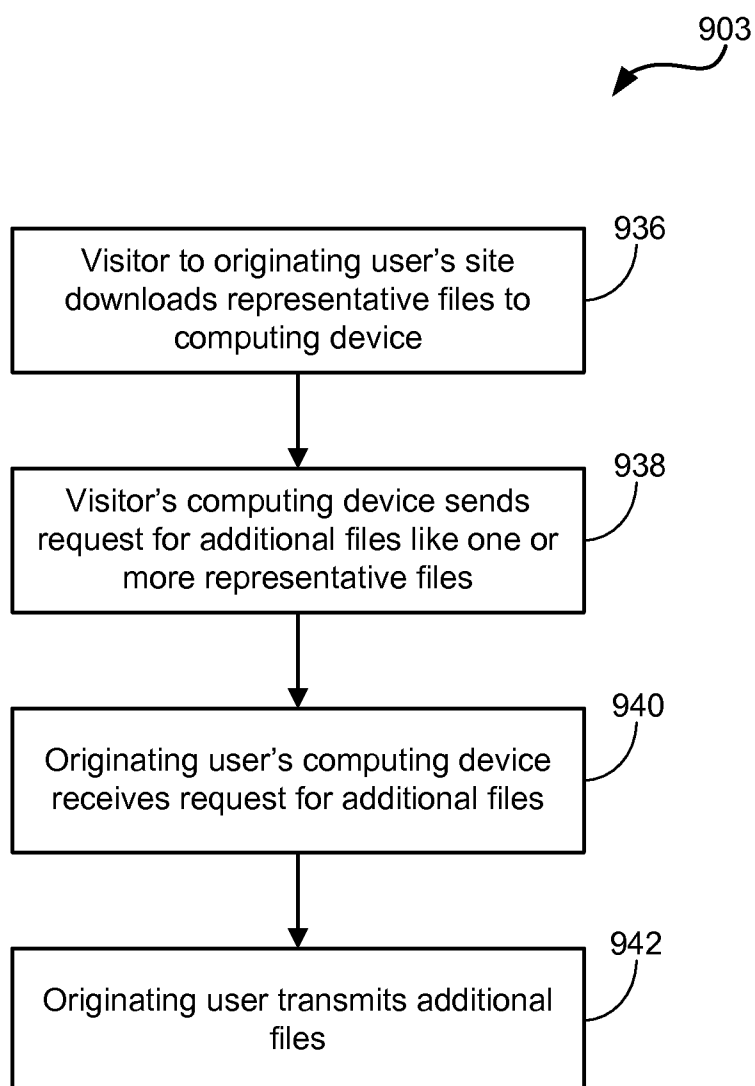 903
936
Visitor to originating user's site
downloads representative files to
computing device
938
Visitor's computing device sends
request for additional files like one or
more representative files
940
Originating user's computing device
receives request for additional files
942
Originating user transmits additional
files